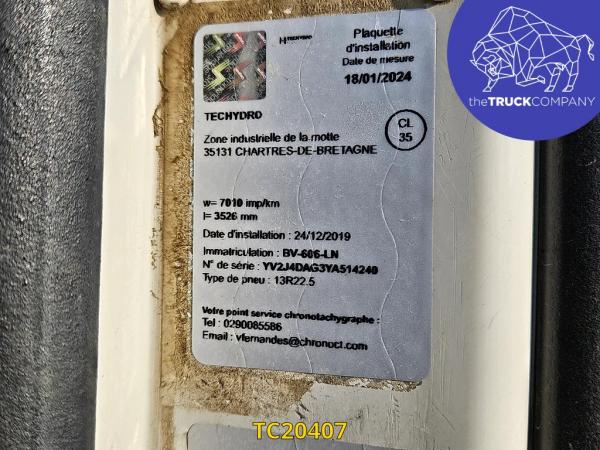 TECHYDRO
Plaquette
d'installation
Date de mesure
18/01/2024
TECHYDRO
CL
35
Zone industrielle de la motte
35131 CHARTRES-DE-BRETAGNE
w= 7010 imp/km
l= 3526 mm
Date d'installation : 24/12/2019
Immatriculation : BV-606-LN
N° de série : YV2J4DAG3YA514240
Type de pneu : 13R22.5
Votre point service chronotachygraphe :
Tel : 0290085586
Email : vfernandes@chronoct.com
theTRUCKCOMPANY
TC20407